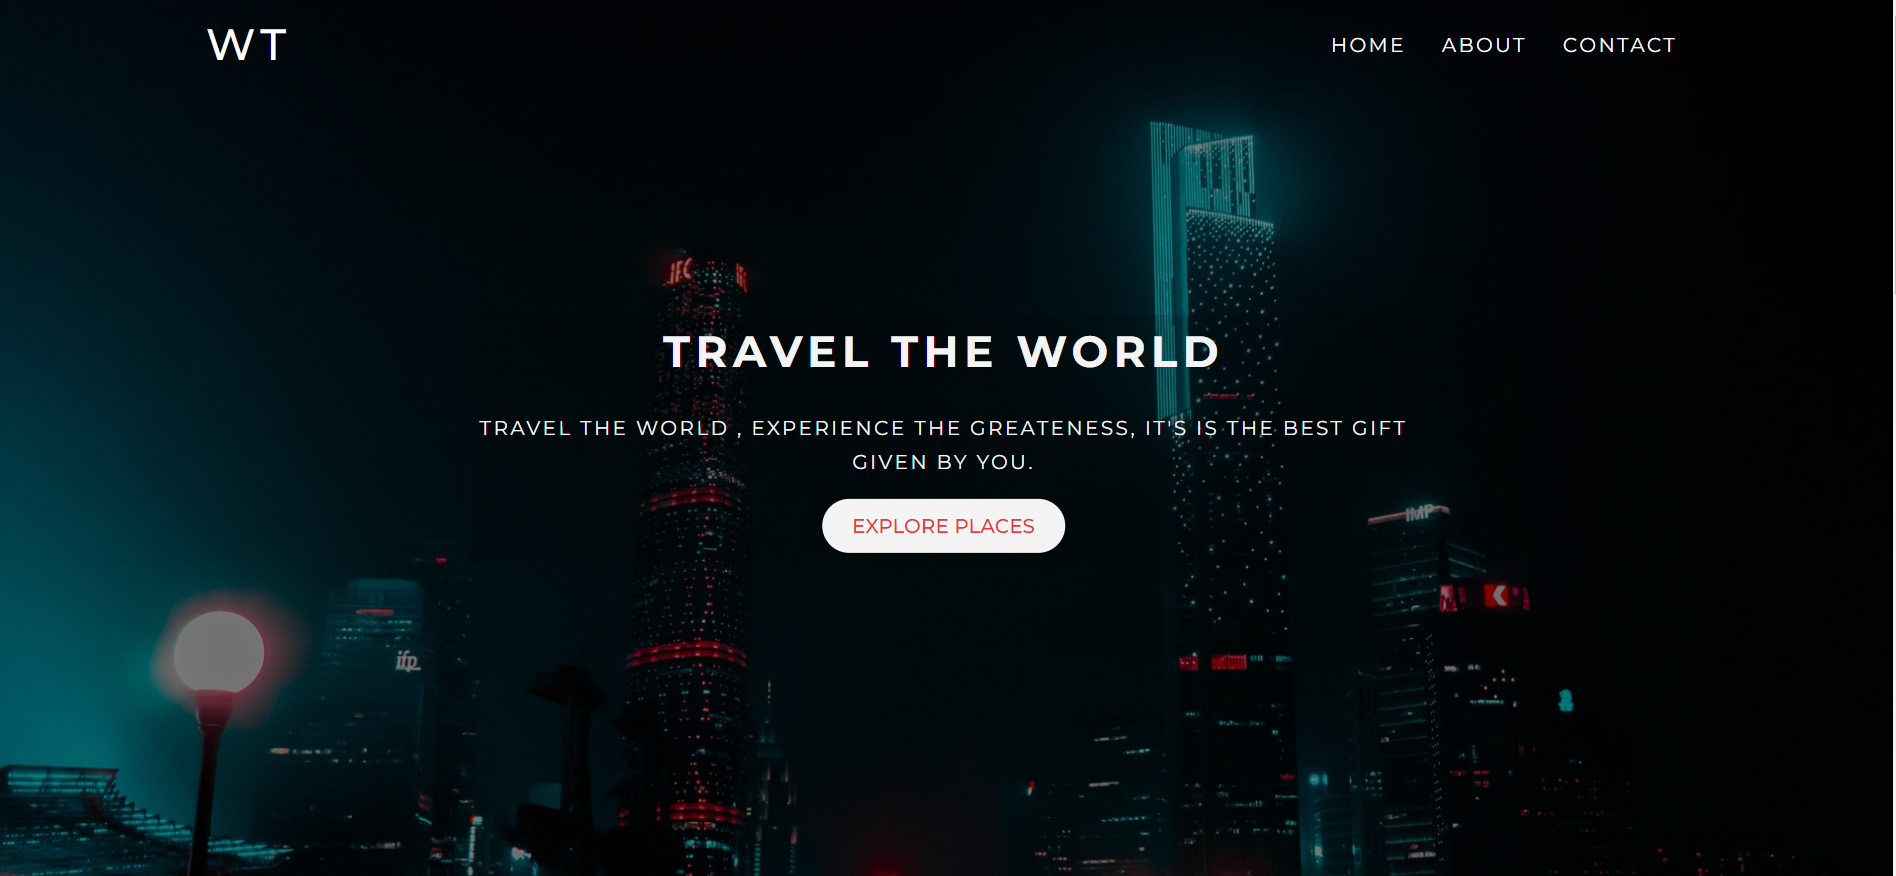 WT
HOME ABOUT CONTACT
IFC
TRAVEL THE WORLD
TRAVEL THE WORLD , EXPERIENCE THE GREATENESS, IT'S IS THE BEST GIFT
GIVEN BY YOU.
IMP
EXPLORE PLACES
ifp